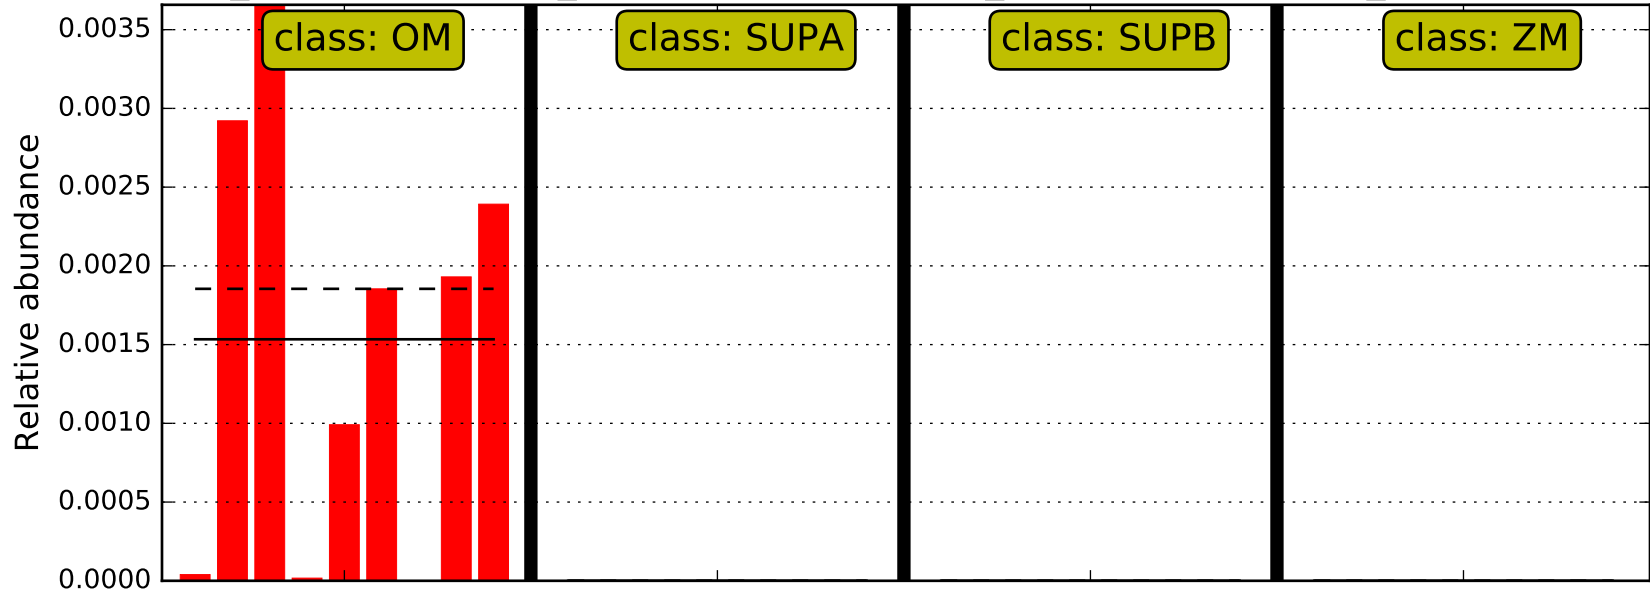 class: OM
class: SUPA
class: SUPB
class: ZM
Relative abundance
0.0035
0.0030
0.0025
0.0020
0.0015
0.0010
0.0005
0.0000